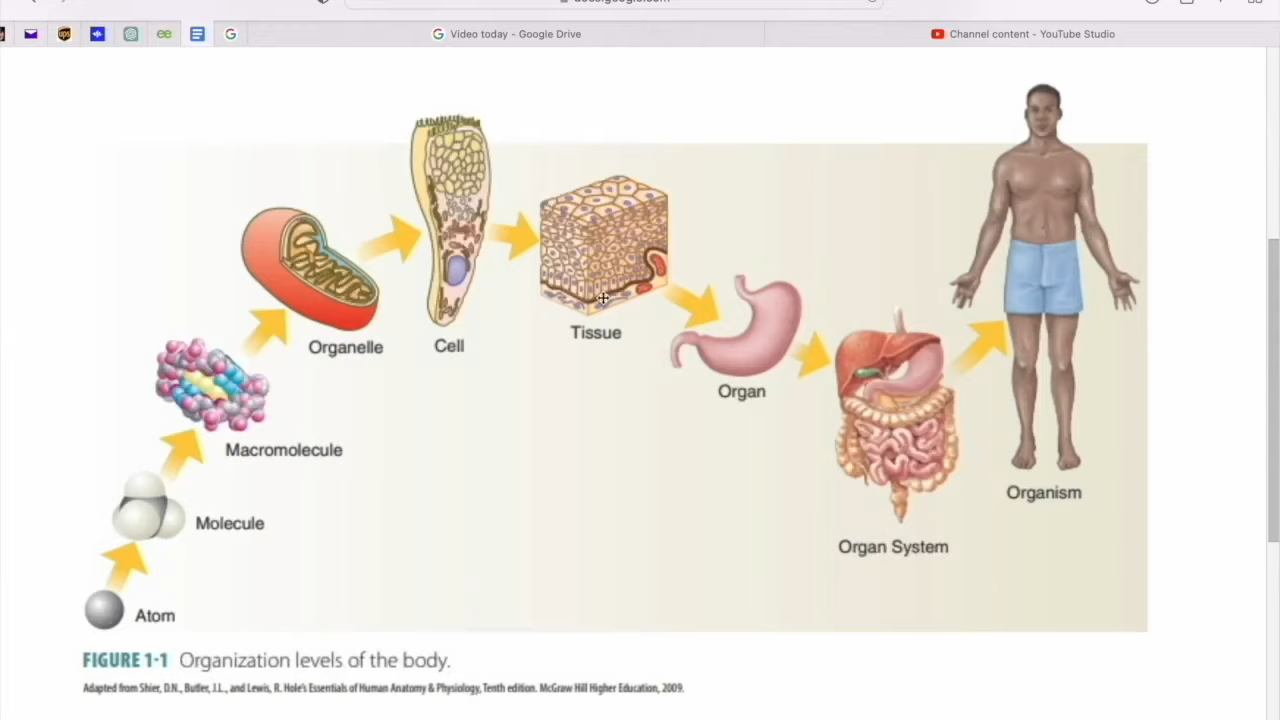 ups
ee
G
G Video today - Google Drive
Channel content - YouTube Studio
Organelle
Cell
Tissue
Organ
Macromolecule
Molecule
Organism
Organ System
Atom
FIGURE 1-1 Organization levels of the body.
Adapted from Shier, D.N., Butler, J.L., and Lewis, R. Hole's Essentials of Human Anatomy & Physiology, Tenth edition. McGraw Hill Higher Education, 2009.